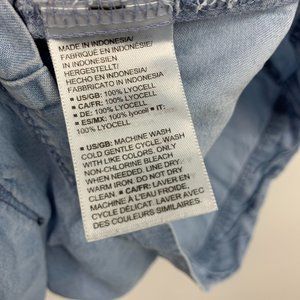 MADE IN INDONESIA/
FABRIQUÉ EN INDONÉSIE/
IN INDONESIEN
HERGESTELLT/
HECHO EN INDONESIA/
FABBRICATO IN INDONESIA
■ US/GB: 100% LYOCELL
■ CA/FR: 100% LYOCELL
■ DE: 100% LYOCELL
■ ES/MX: 100% lyocell ■ IT:
100% LYOCELL
■ US/GB: MACHINE WASH
COLD GENTLE CYCLE. WASH
WITH LIKE COLORS. ONLY
NON-CHLORINE BLEACH
WHEN NEEDED. LINE DRY.
WARM IRON. DO NOT DRY
CLEAN. ■ CA/FR: LAVER EN
MACHINE À L'EAU FROIDE,
CYCLE DÉLICAT. LAVER AVEC
DES COULEURS SIMILAIRES.